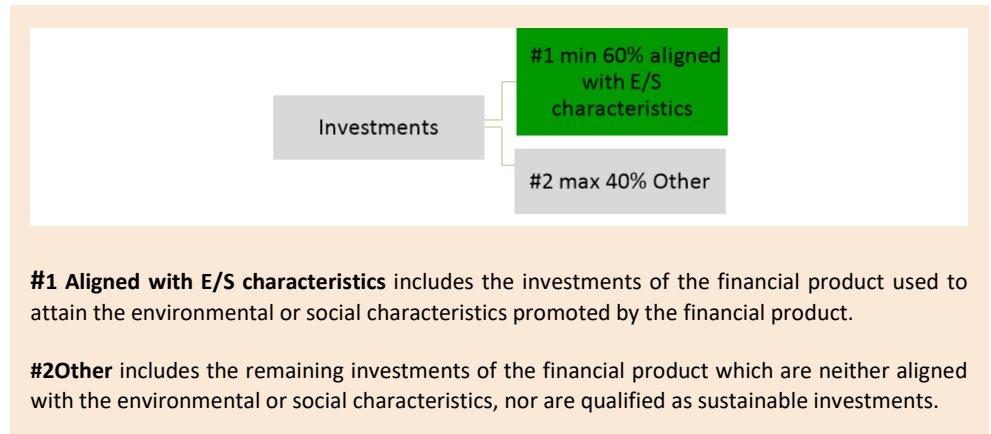 #1 min 60% aligned
with E/S
characteristics
Investments
#2 max 40% Other
#1 Aligned with E/S characteristics includes the investments of the financial product used to
attain the environmental or social characteristics promoted by the financial product.
#2Other includes the remaining investments of the financial product which are neither aligned
with the environmental or social characteristics, nor are qualified as sustainable investments.